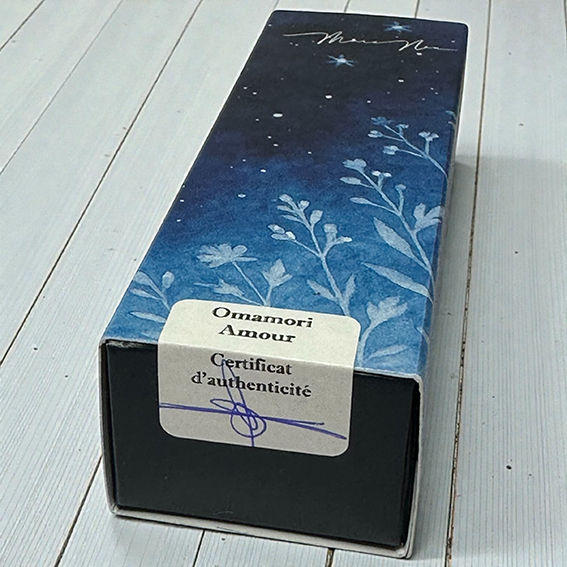 Omamori
Amour
Certificat
d'authenticité